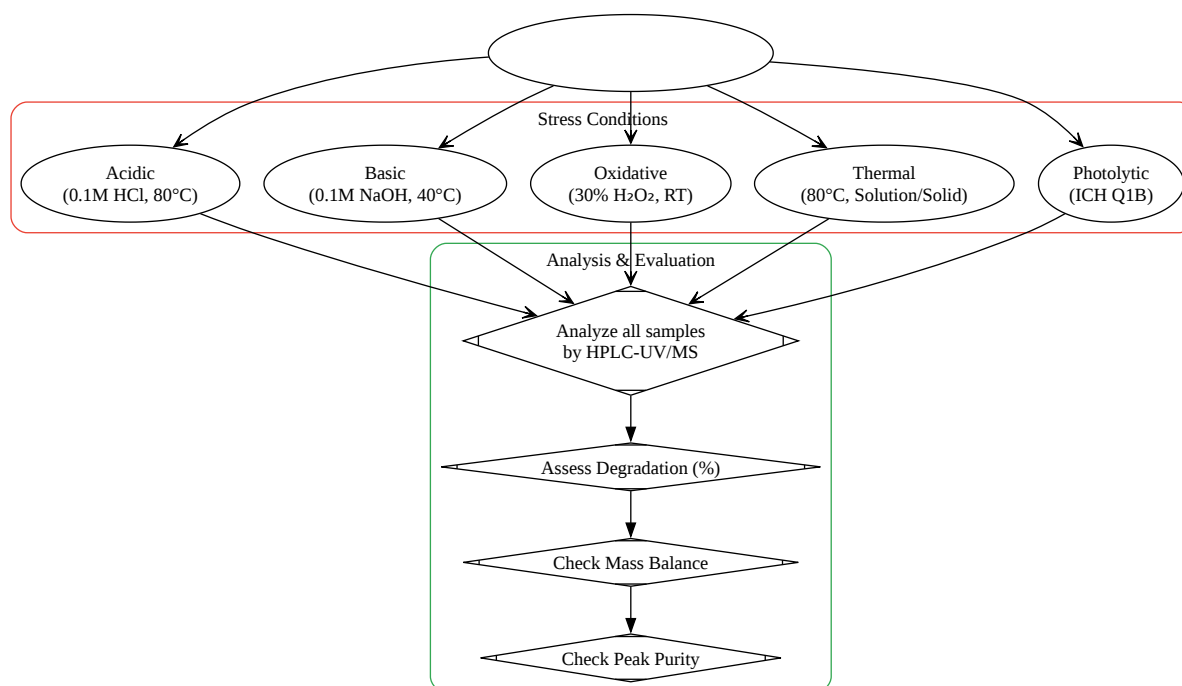 Stress Conditions
Acidic
(0.1M HCl, 80°C)
Basic
(0.1M NaOH, 40°C)
Oxidative
(30% H₂O₂, RT)
Thermal
(80°C, Solution/Solid)
Photolytic
(ICH Q1B)
Analysis & Evaluation
Analyze all samples
by HPLC-UV/MS
Assess Degradation (%)
Check Mass Balance
Check Peak Purity